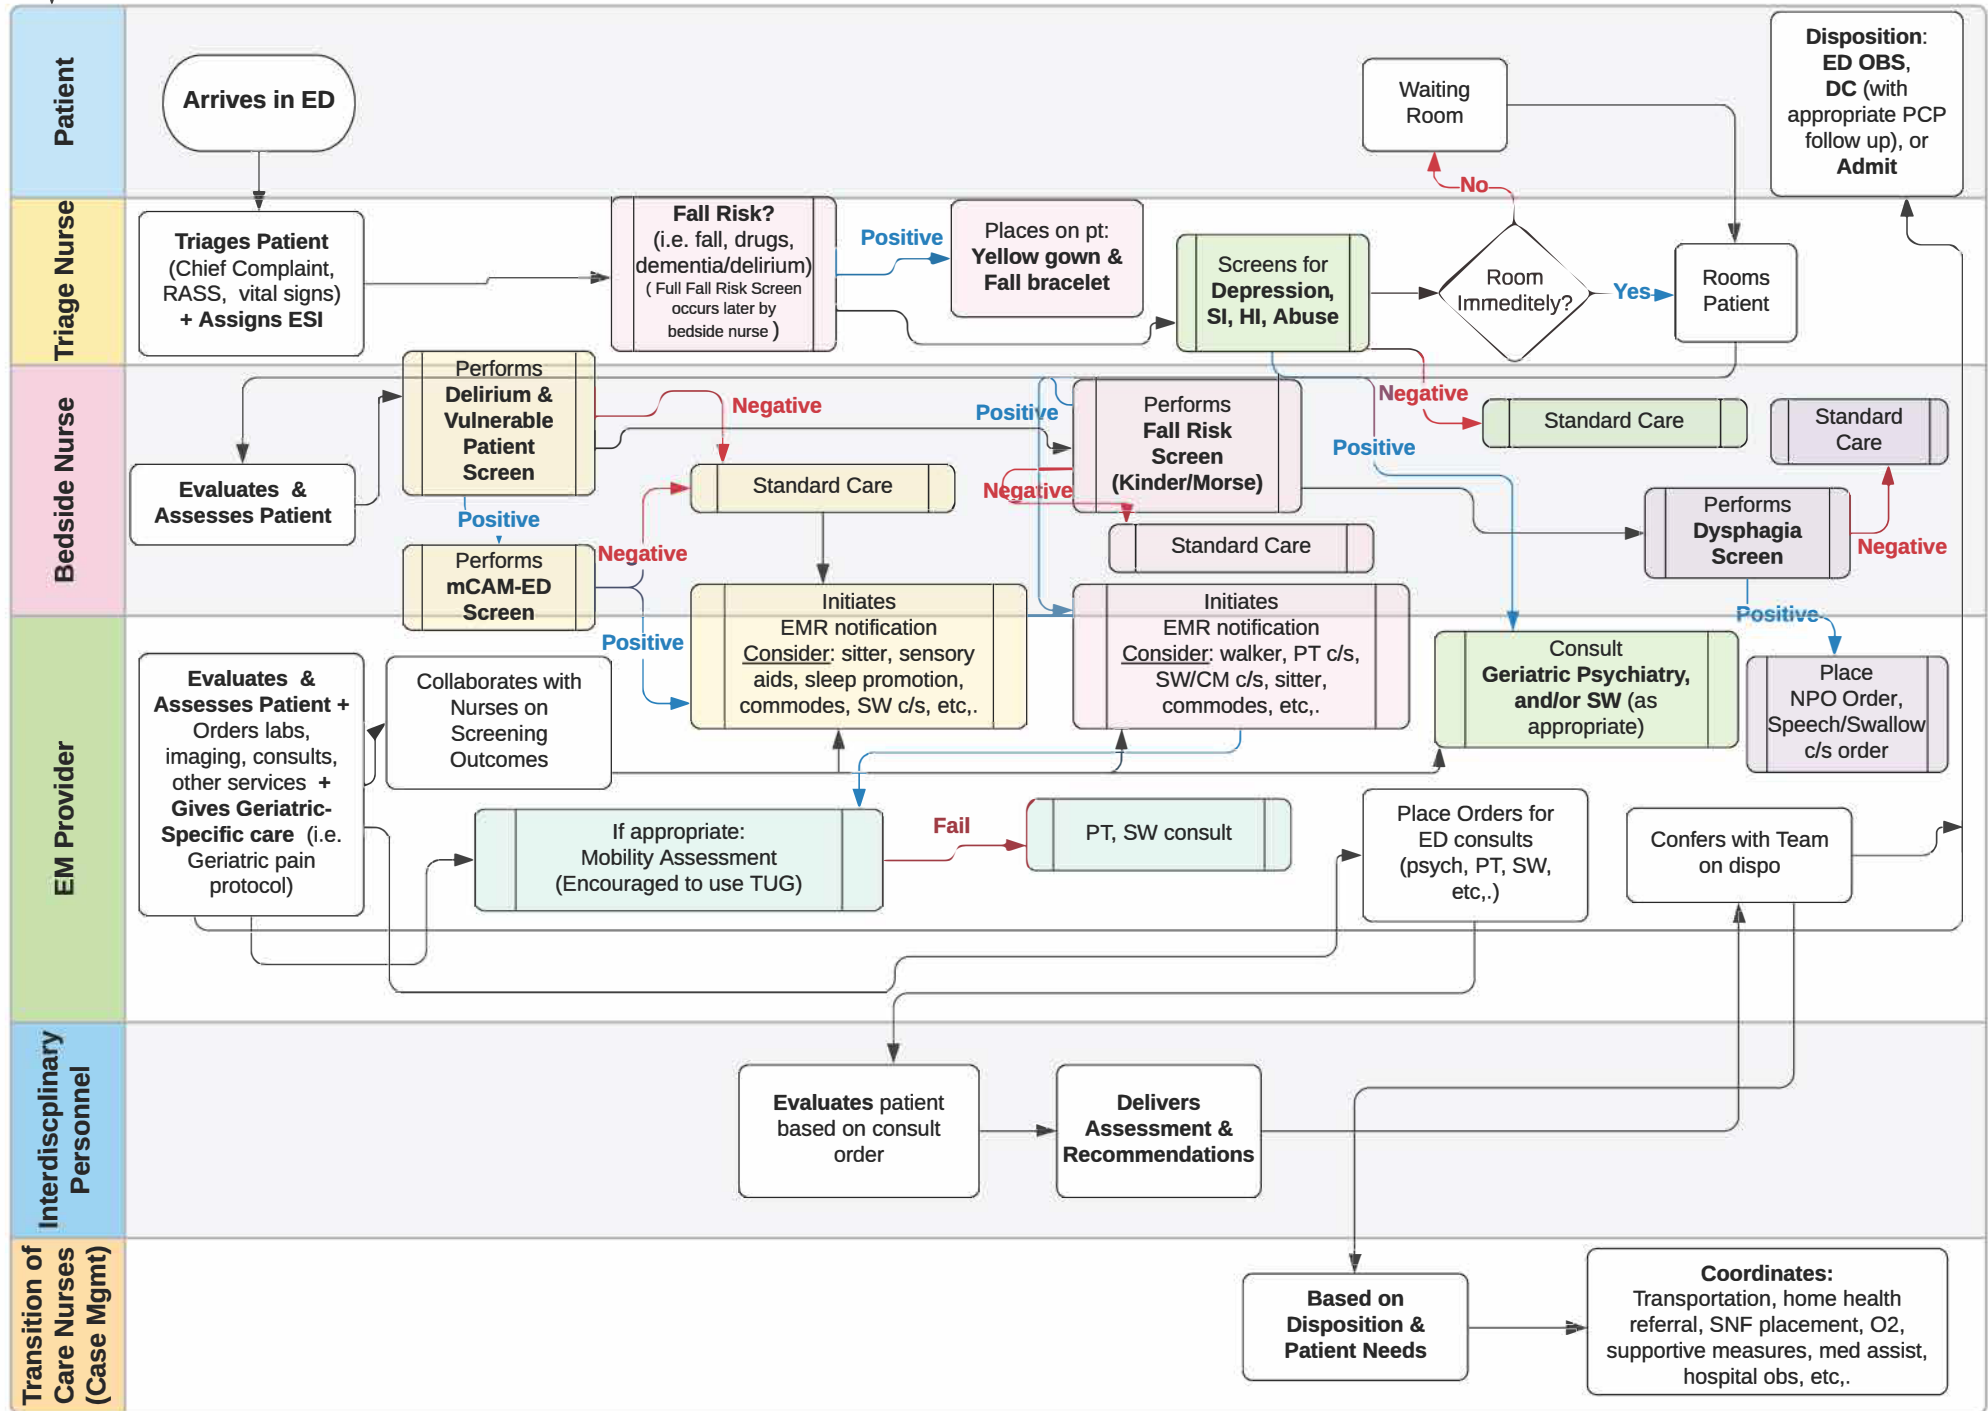 Patient
Arrives in ED
Waiting
Room
Disposition:
ED OBS,
DC (with
appropriate PCP
follow up), or
Admit
No
Triage Nurse
Triages Patient
(Chief Complaint,
RASS, vital signs)
+ Assigns ESI
Fall Risk?
(i.e. fall, drugs,
dementia/delirium)
( Full Fall Risk Screen
occurs later by
bedside nurse )
Positive
Places on pt:
Yellow gown &
Fall bracelet
Screens for
Depression,
SI, HI, Abuse
Room
Immeditely?
Yes
Rooms
Patient
Bedside Nurse
Evaluates &
Assesses Patient
Performs
Delirium &
Vulnerable
Patient
Screen
Negative
Positive
Standard Care
Performs
mCAM-ED
Screen
Negative
Positive
Positive
Performs
Fall Risk
Screen
(Kinder/Morse)
Negative
Standard Care
Negative
Standard Care
Positive
Standard
Care
Performs
Dysphagia
Screen
Negative
Positive
Initiates
EMR notification
Consider: sitter, sensory
aids, sleep promotion,
commodes, SW c/s, etc,.
Initiates
EMR notification
Consider: walker, PT c/s,
SW/CM c/s, sitter,
commodes, etc,.
EM Provider
Evaluates &
Assesses Patient +
Orders labs,
imaging, consults,
other services +
Gives Geriatric-
Specific care (i.e.
Geriatric pain
protocol)
Collaborates with
Nurses on
Screening
Outcomes
Consult
Geriatric Psychiatry,
and/or SW (as
appropriate)
Place
NPO Order,
Speech/Swallow
c/s order
If appropriate:
Mobility Assessment
(Encouraged to use TUG)
Fail
PT, SW consult
Place Orders for
ED consults
(psych, PT, SW,
etc,.)
Confers with Team
on dispo
Interdiscplinary
Personnel
Evaluates patient
based on consult
order
Delivers
Assessment &
Recommendations
Transition of
Care Nurses
(Case Mgmt)
Based on
Disposition &
Patient Needs
Coordinates:
Transportation, home health
referral, SNF placement, O2,
supportive measures, med assist,
hospital obs, etc,.